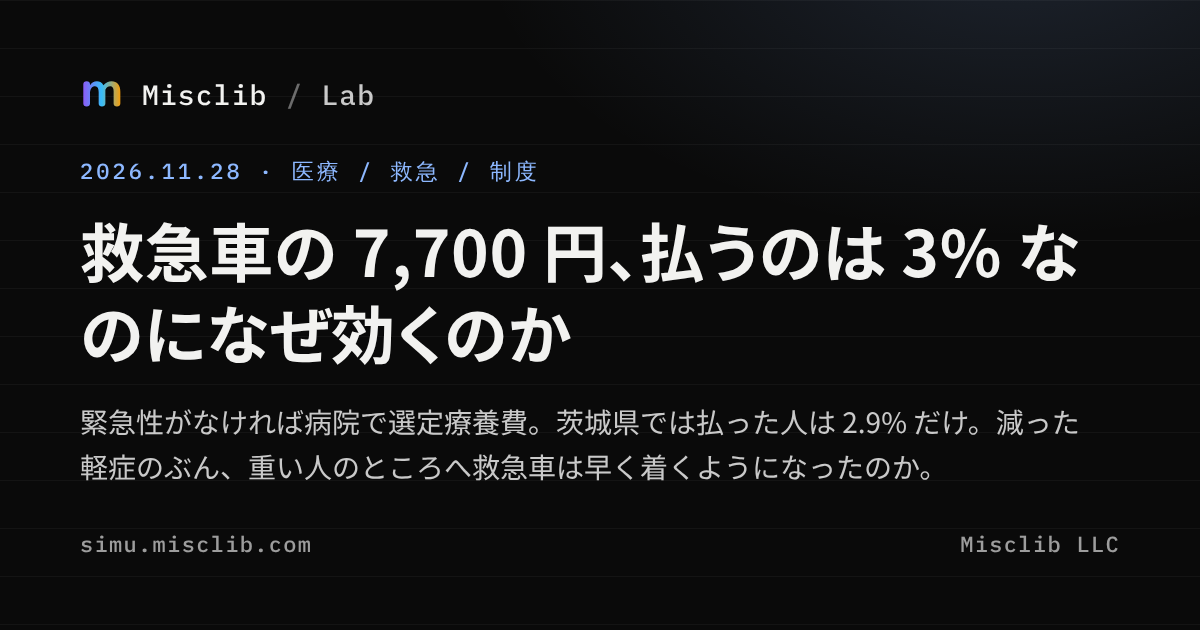 Misclib / Lab
2026.11.28 · 医療 / 救急 / 制度
救急車の 7,700 円、払うのは 3% な
のになぜ効くのか
緊急性がなければ病院で選定療養費。茨城県では払った人は 2.9% だけ。減った
軽症のぶん、重い人のところへ救急車は早く着くようになったのか。
simu.misclib.com
Misclib LLC